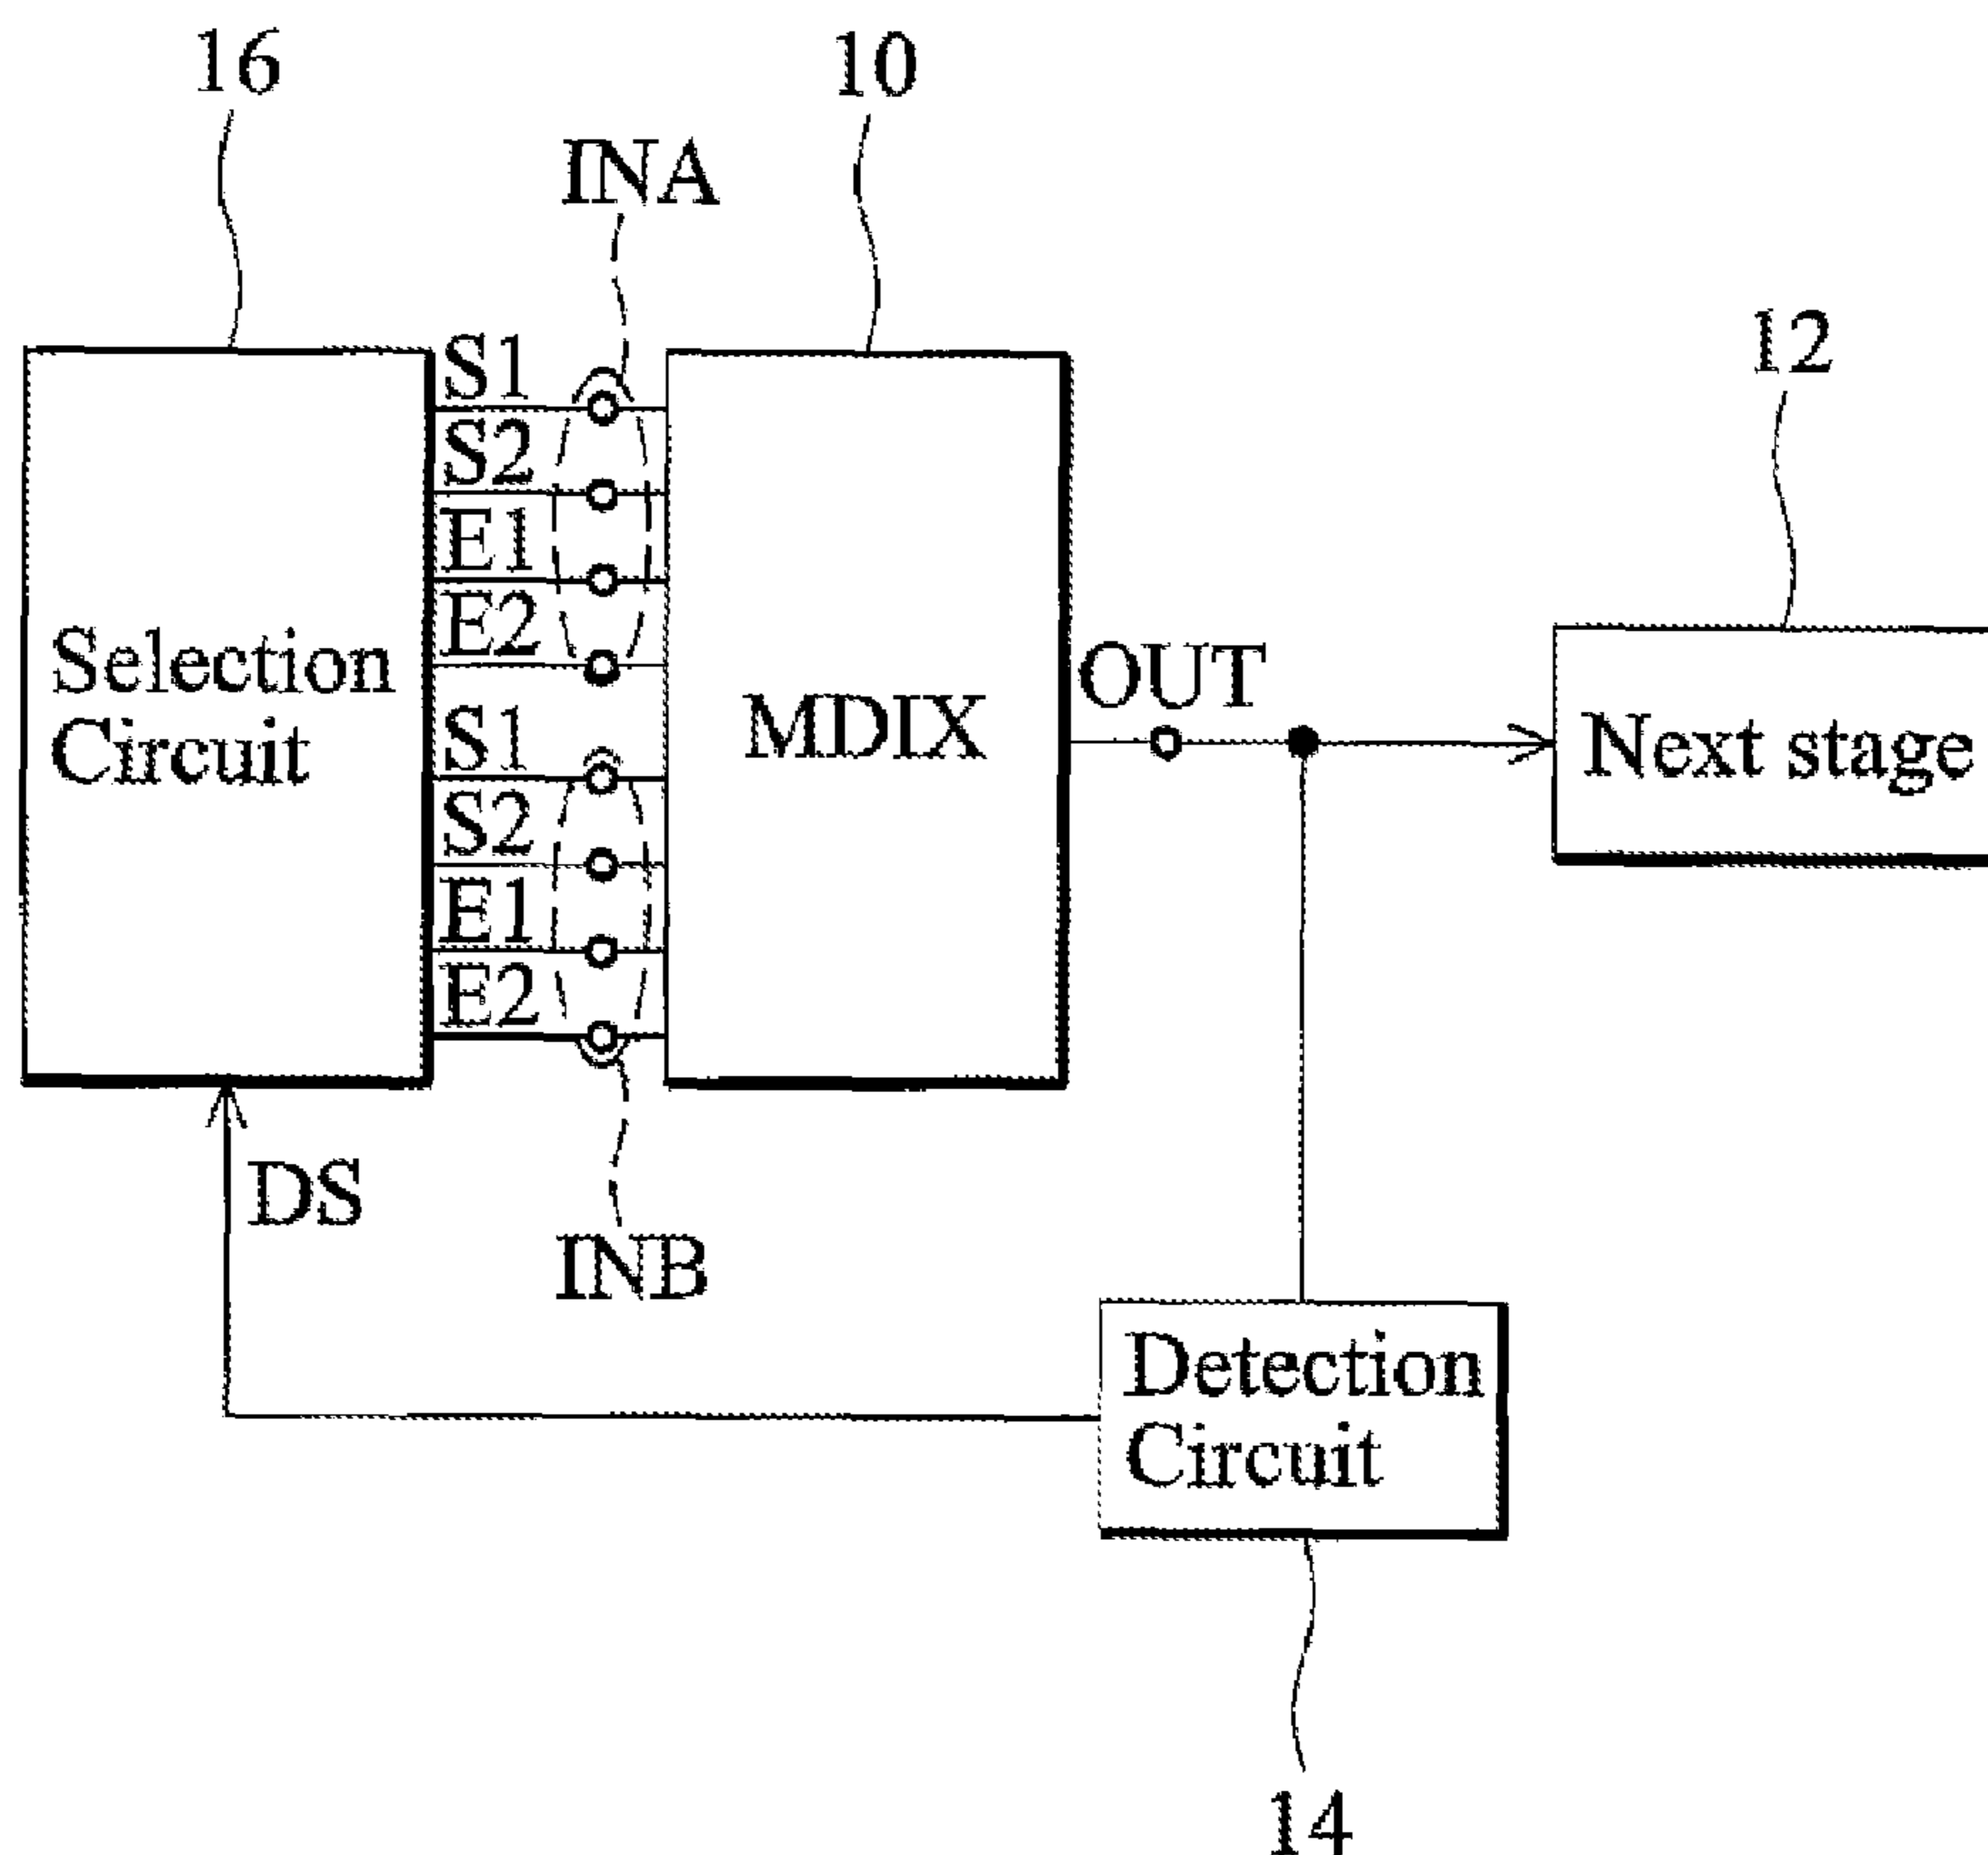 16
10
INA
12
S1
S2
E1
E2
Selection
Circuit
S1
S2
E1
E2
MDIX
OUT
Next stage
DS
INB
Detection
Circuit
14